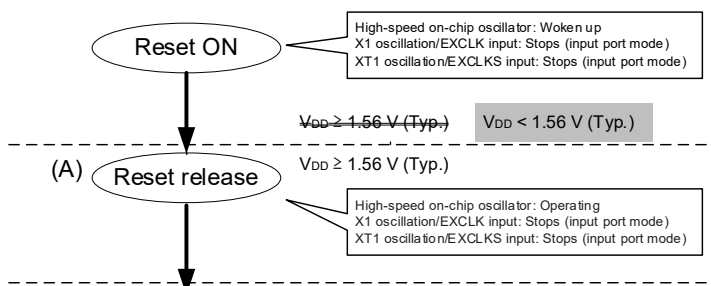 Reset ON
High-speed on-chip oscillator: Woken up
X1 oscillation/EXCLK input: Stops (input port mode)
XT1 oscillation/EXCLKS input: Stops (input port mode)
VDD ≥ 1.56 V (Typ.) VDD < 1.56 V (Typ.)
(A)
Reset release
VDD ≥ 1.56 V (Typ.)
High-speed on-chip oscillator: Operating
X1 oscillation/EXCLK input: Stops (input port mode)
XT1 oscillation/EXCLKS input: Stops (input port mode)